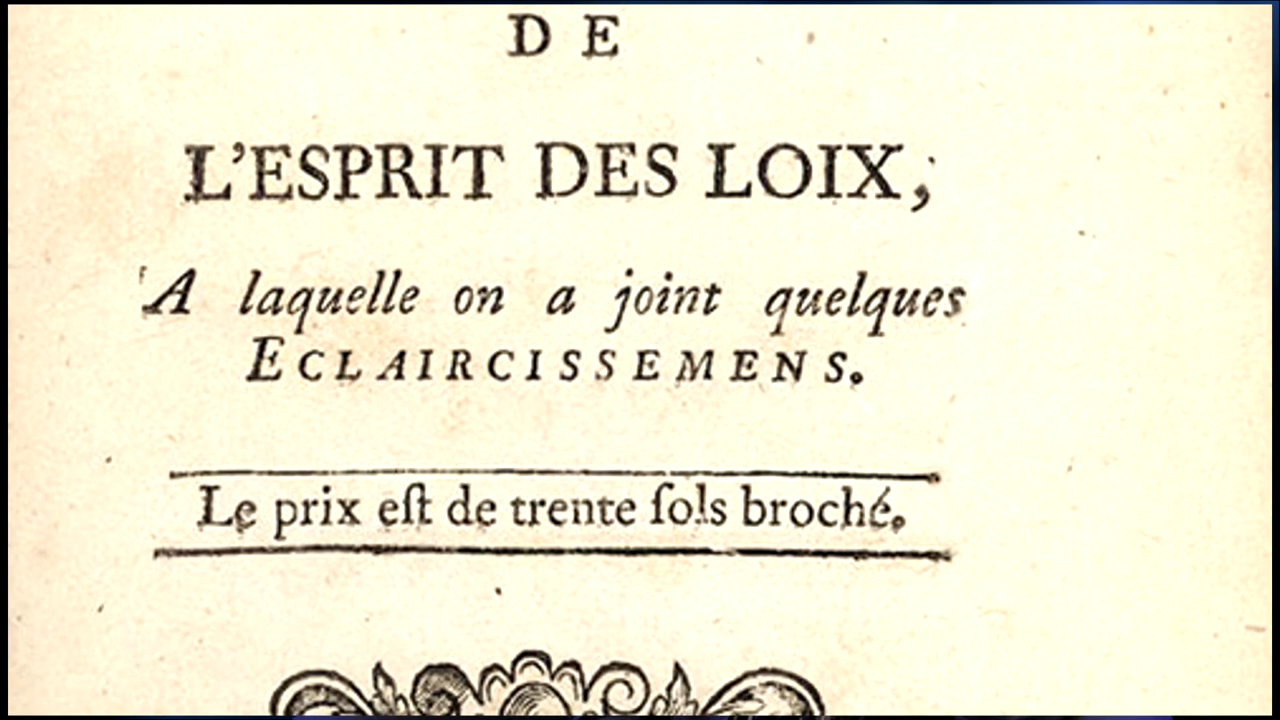 DE
L'ESPRIT DES LOIX,
A laquelle on a joint quelques
ECLAIRCISSEMENS.
Le prix eſt de trente ſols broché.